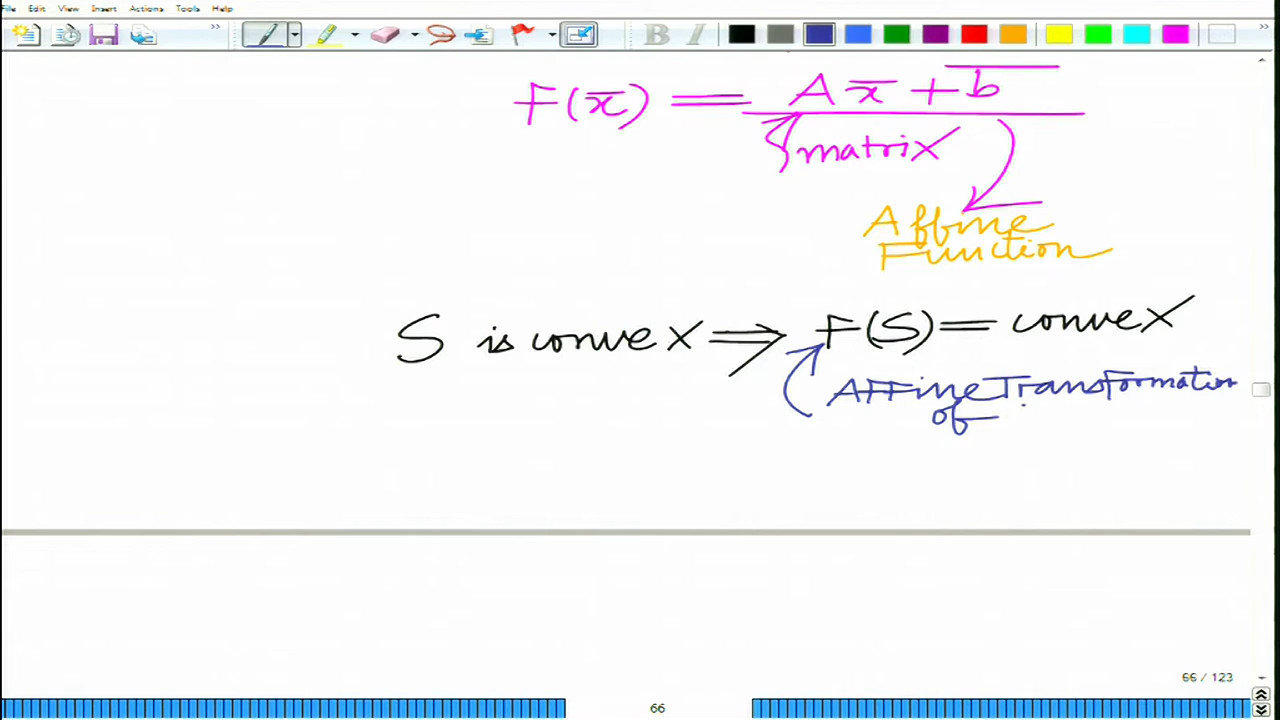 File Edit View Insert Actions Tools Help
B I
F(x̅) = Ax̅ + b̅
matrix
Affine
Function
S is convex ⇒ F(S) = convex
Affine Transformation
of
66 / 123
66